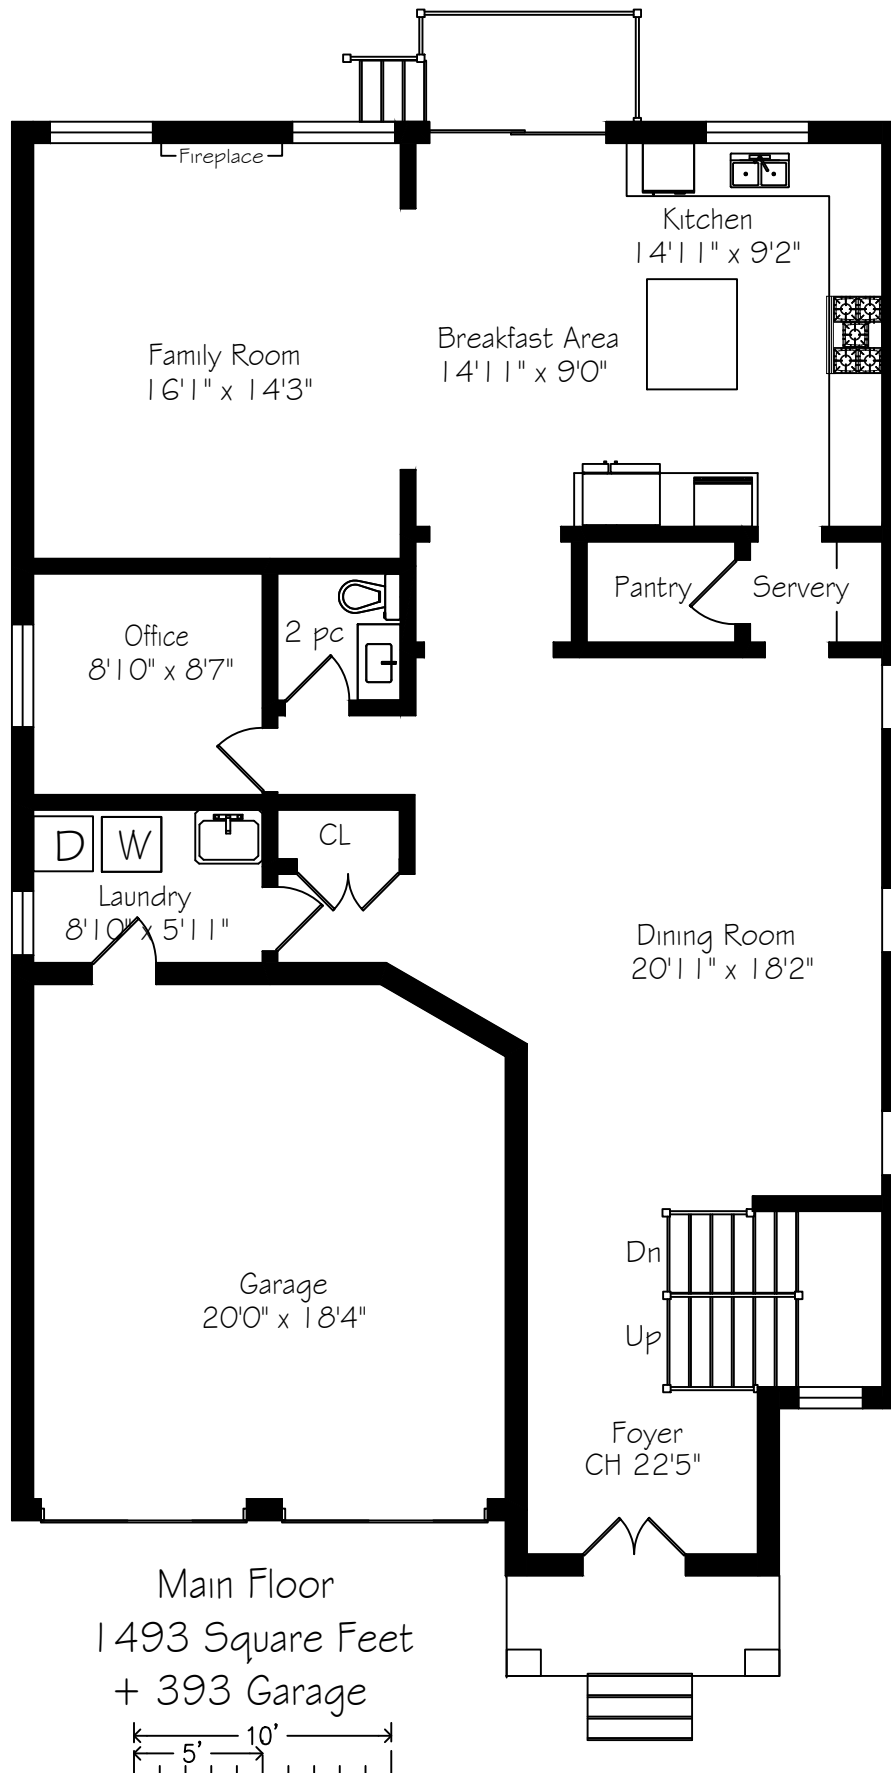 Fireplace
Kitchen
14'11" x 9'2"
Breakfast Area
14'11" x 9'0"
Family Room
16'1" x 14'3"
Pantry
Servery
Office
8'10" x 8'7"
2 pc
CL
D
W
Laundry
8'10" x 5'11"
Dining Room
20'11" x 18'2"
Dn
Garage
20'0" x 18'4"
Up
Foyer
CH 22'5"
Main Floor
1493 Square Feet
+ 393 Garage
10'
5'